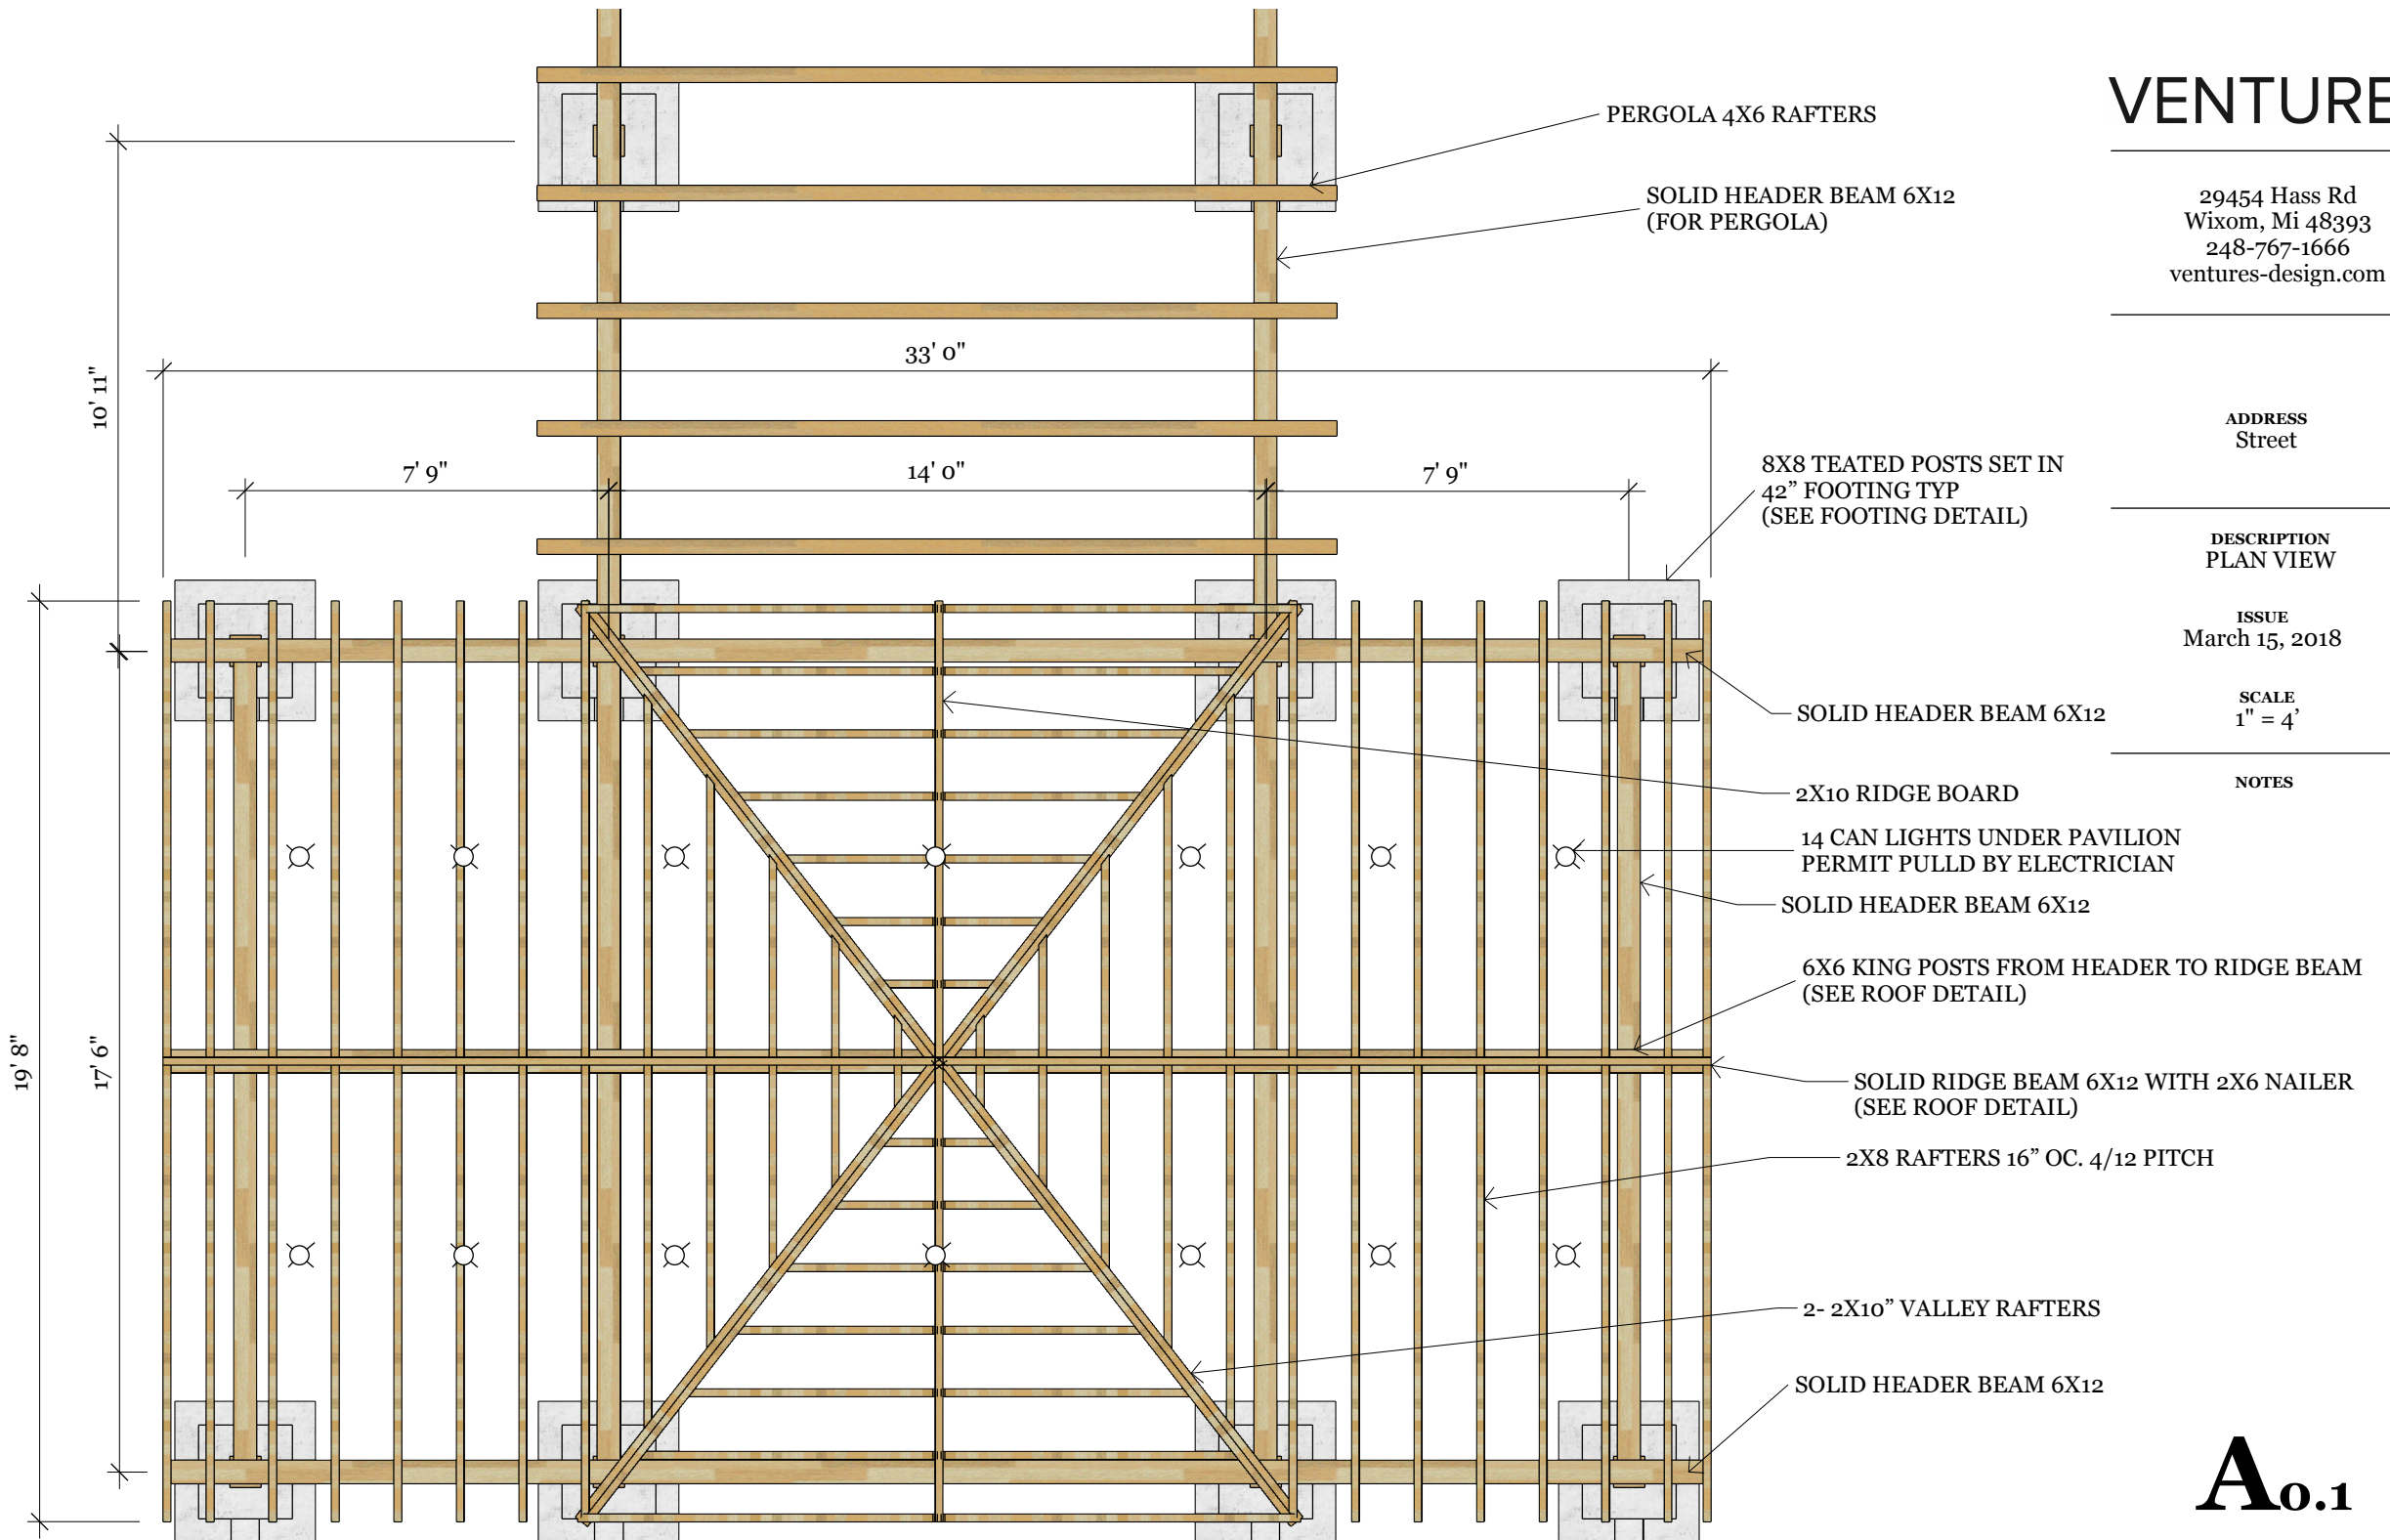 PERGOLA 4X6 RAFTERS
SOLID HEADER BEAM 6X12
(FOR PERGOLA)
33' 0"
10' 11"
7' 9"
14' 0"
7' 9"
8X8 TEATED POSTS SET IN
42” FOOTING TYP
(SEE FOOTING DETAIL)
SOLID HEADER BEAM 6X12
2X10 RIDGE BOARD
14 CAN LIGHTS UNDER PAVILION
PERMIT PULLD BY ELECTRICIAN
SOLID HEADER BEAM 6X12
6X6 KING POSTS FROM HEADER TO RIDGE BEAM
(SEE ROOF DETAIL)
19' 8"
17' 6"
SOLID RIDGE BEAM 6X12 WITH 2X6 NAILER
(SEE ROOF DETAIL)
2X8 RAFTERS 16” OC. 4/12 PITCH
2- 2X10” VALLEY RAFTERS
SOLID HEADER BEAM 6X12
VENTURE
29454 Hass Rd
Wixom, Mi 48393
248-767-1666
ventures-design.com
ADDRESS
Street
DESCRIPTION
PLAN VIEW
ISSUE
March 15, 2018
SCALE
1" = 4'
NOTES
A0.1